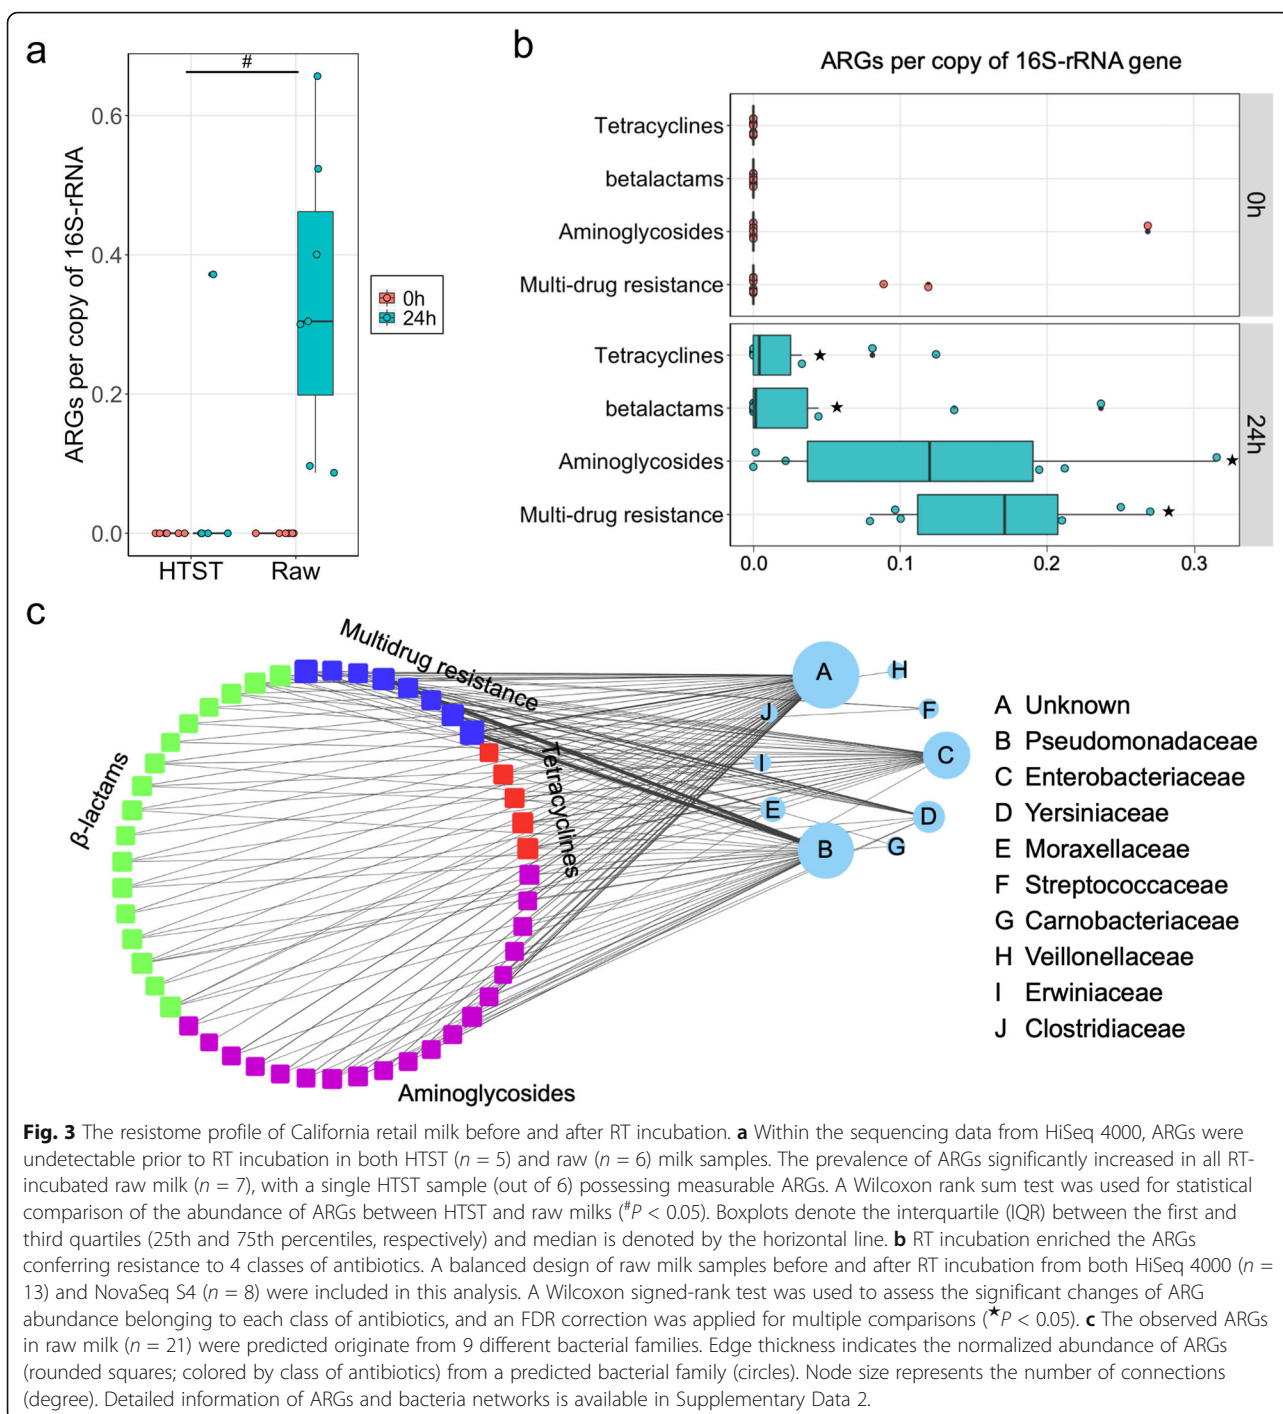 a
#
ARGs per copy of 16S-rRNA
0.6
0.4
0.2
0.0
HTST
Raw
0h
24h
b
ARGs per copy of 16S-rRNA gene
Tetracyclines
betalactams
Aminoglycosides
Multi-drug resistance
0h
Tetracyclines
betalactams
Aminoglycosides
Multi-drug resistance
24h
0.0
0.1
0.2
0.3
c
Multidrug resistance
Tetracyclines
β-lactams
Aminoglycosides
A
H
J
F
I
C
E
D
B
G
A Unknown
B Pseudomonadaceae
C Enterobacteriaceae
D Yersiniaceae
E Moraxellaceae
F Streptococcaceae
G Carnobacteriaceae
H Veillonellaceae
I Erwiniaceae
J Clostridiaceae
Fig. 3 The resistome profile of California retail milk before and after RT incubation. a Within the sequencing data from HiSeq 4000, ARGs were
undetectable prior to RT incubation in both HTST (n = 5) and raw (n = 6) milk samples. The prevalence of ARGs significantly increased in all RT-
incubated raw milk (n = 7), with a single HTST sample (out of 6) possessing measurable ARGs. A Wilcoxon rank sum test was used for statistical
comparison of the abundance of ARGs between HTST and raw milks (#P < 0.05). Boxplots denote the interquartile (IQR) between the first and
third quartiles (25th and 75th percentiles, respectively) and median is denoted by the horizontal line. b RT incubation enriched the ARGs
conferring resistance to 4 classes of antibiotics. A balanced design of raw milk samples before and after RT incubation from both HiSeq 4000 (n =
13) and NovaSeq S4 (n = 8) were included in this analysis. A Wilcoxon signed-rank test was used to assess the significant changes of ARG
abundance belonging to each class of antibiotics, and an FDR correction was applied for multiple comparisons (★P < 0.05). c The observed ARGs
in raw milk (n = 21) were predicted originate from 9 different bacterial families. Edge thickness indicates the normalized abundance of ARGs
(rounded squares; colored by class of antibiotics) from a predicted bacterial family (circles). Node size represents the number of connections
(degree). Detailed information of ARGs and bacteria networks is available in Supplementary Data 2.